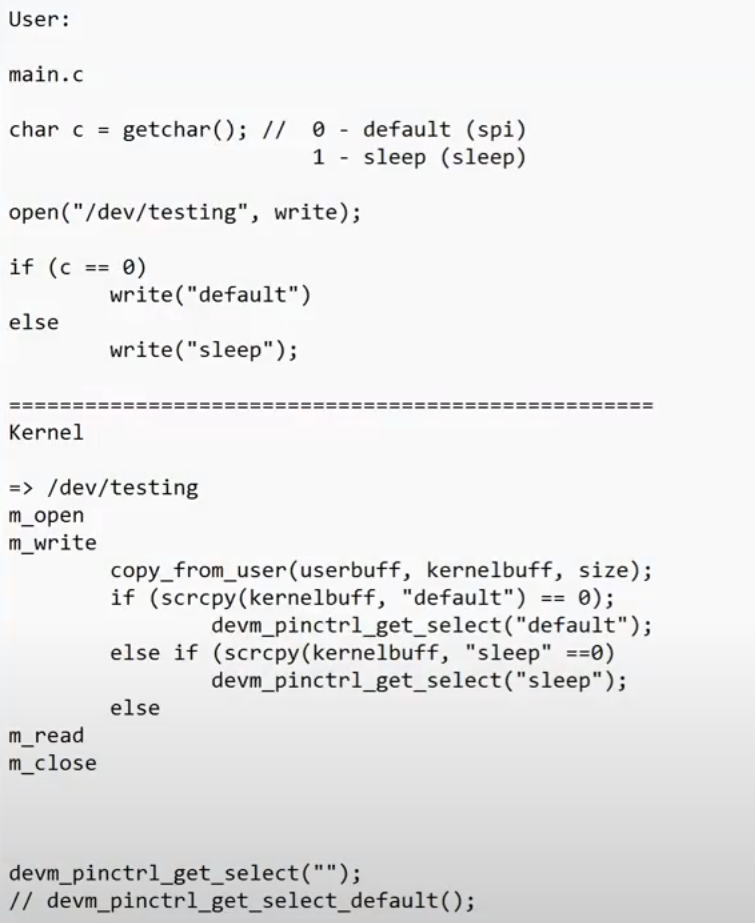 User:
main.c
char c = getchar(); // 0 - default (spi)
1 - sleep (sleep)
open("/dev/testing", write);
if (c == 0)
write("default")
else
write("sleep");
===================================================
Kernel
=> /dev/testing
m_open
m_write
copy_from_user(userbuff, kernelbuff, size);
if (scrcpy(kernelbuff, "default") == 0);
devm_pinctrl_get_select("default");
else if (scrcpy(kernelbuff, "sleep" ==0)
devm_pinctrl_get_select("sleep");
else
m_read
m_close
devm_pinctrl_get_select("");
// devm_pinctrl_get_select_default();